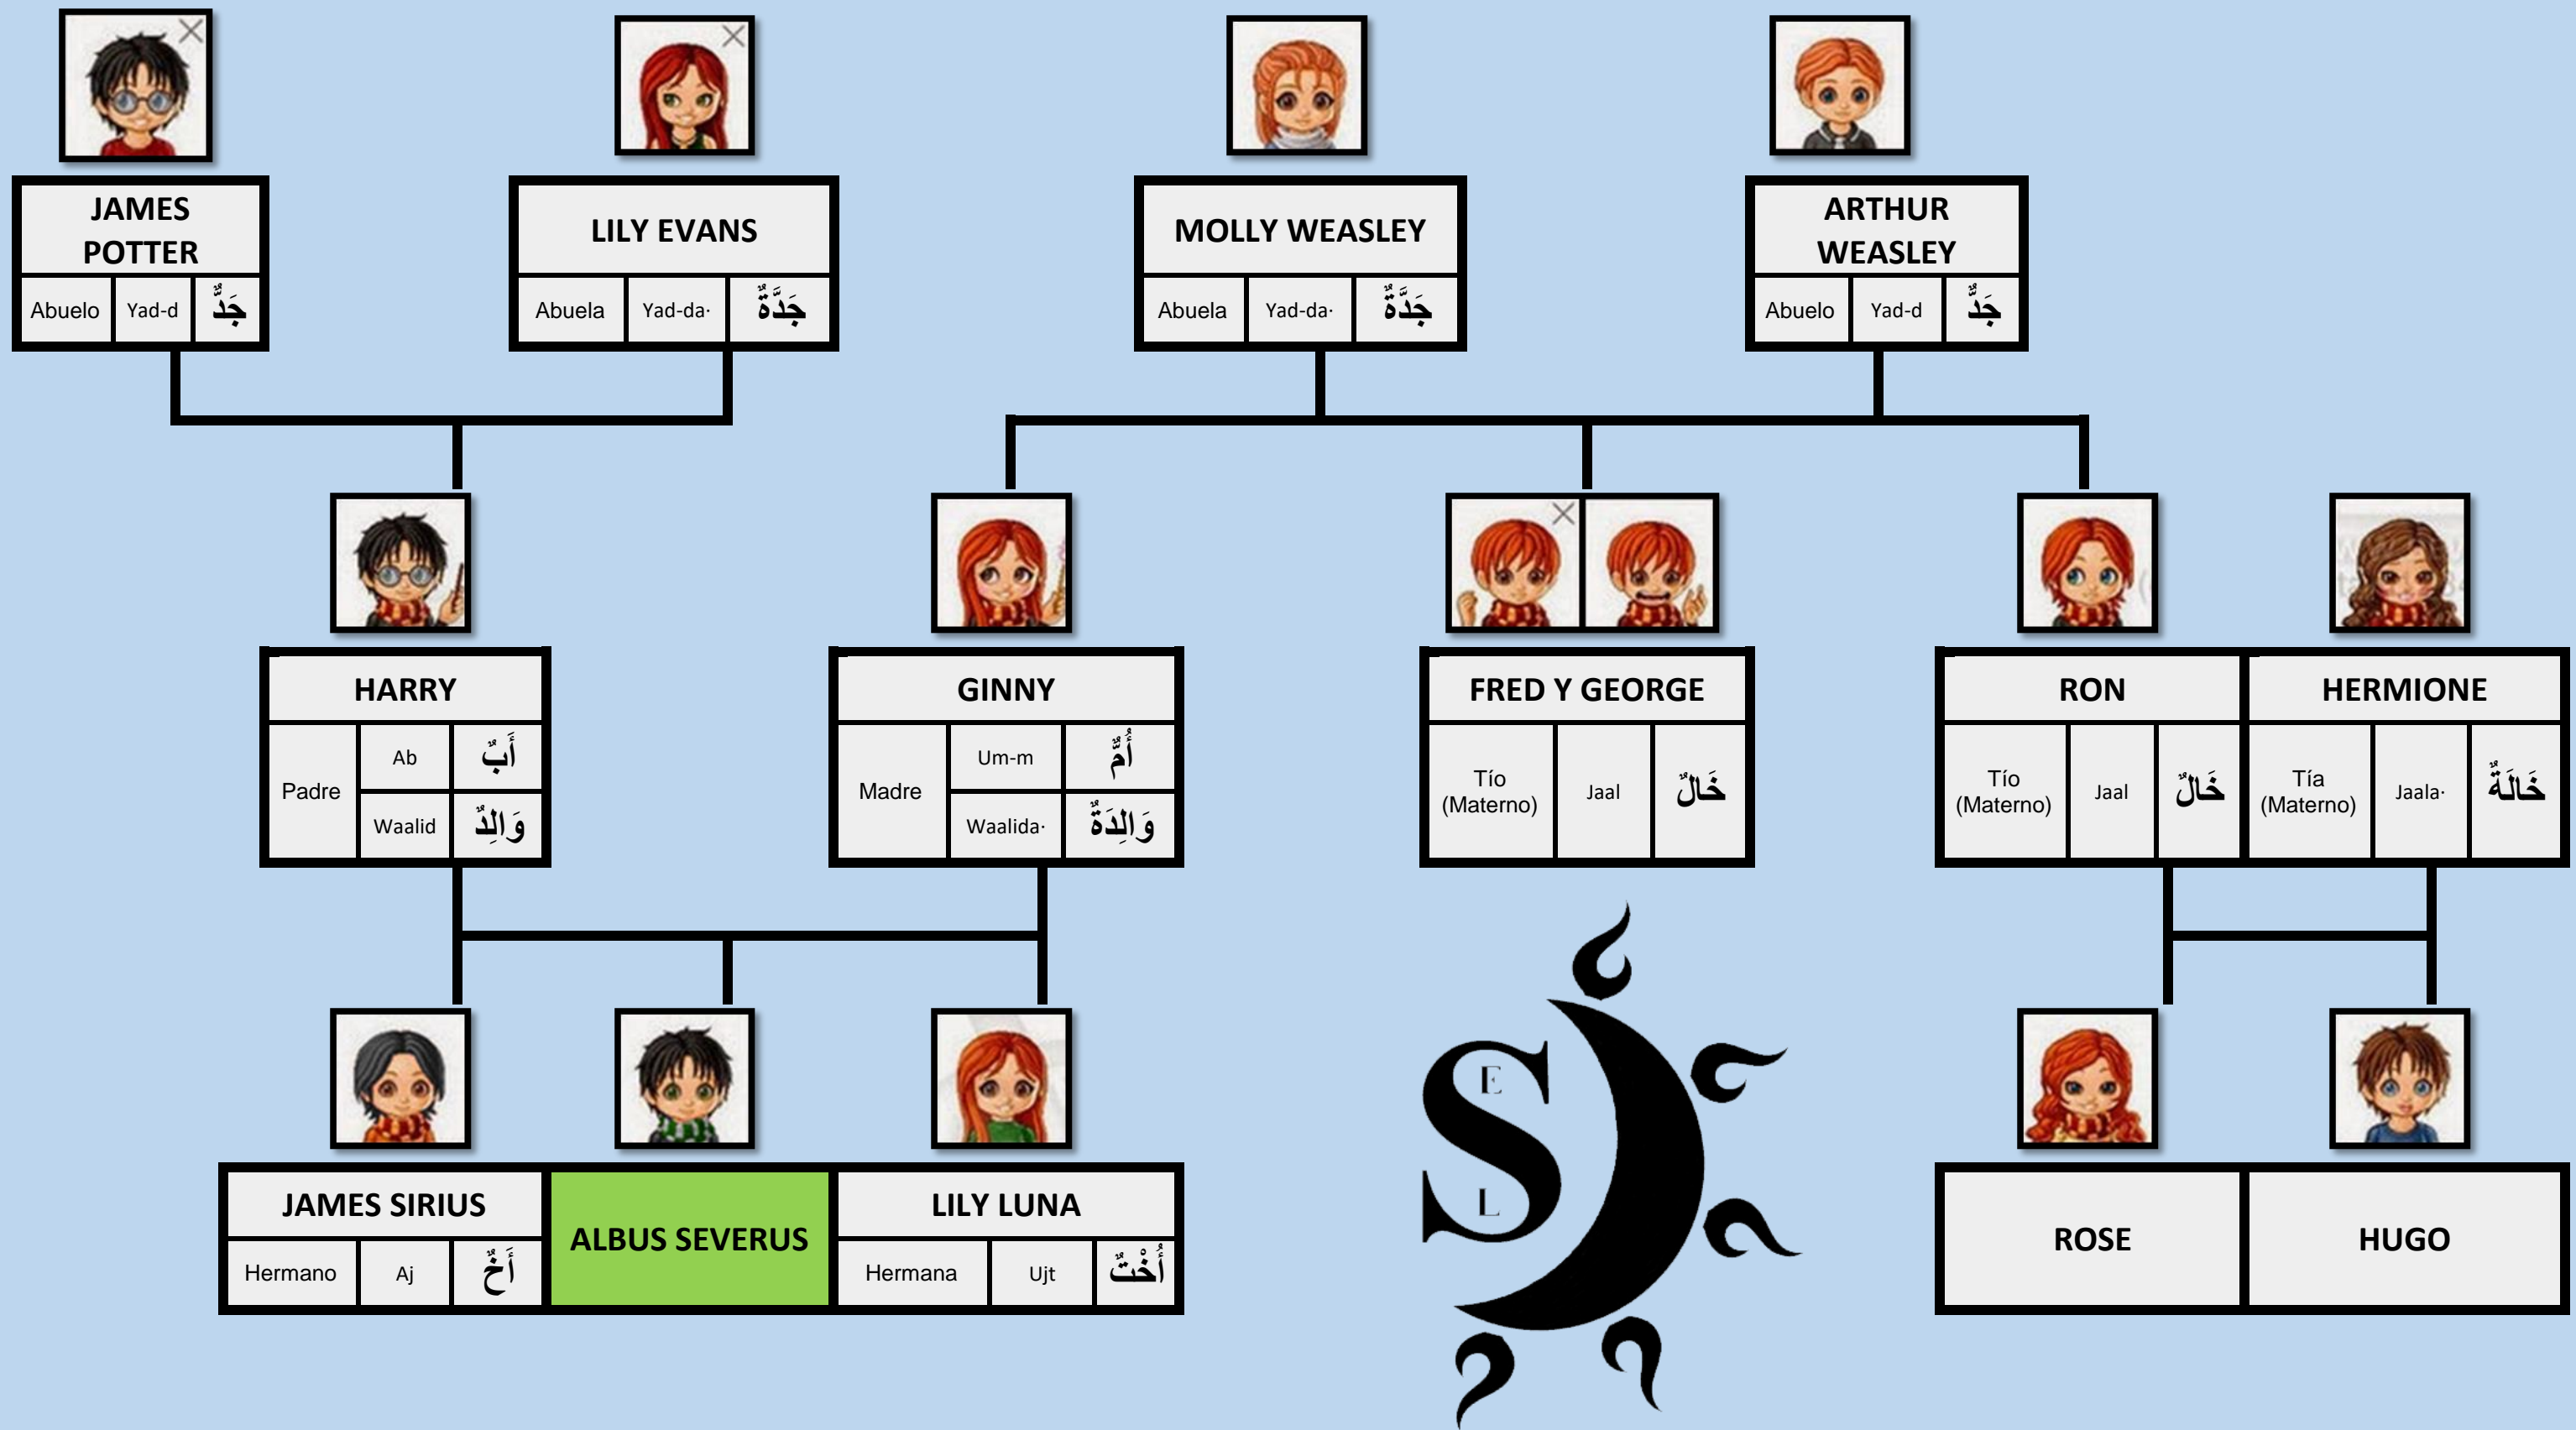 JAMES
POTTER
Abuelo Yad-d جَدٌّ
LILY EVANS
Abuela Yad-da· جَدَّةٌ
MOLLY WEASLEY
Abuela Yad-da· جَدَّةٌ
ARTHUR
WEASLEY
Abuelo Yad-d جَدٌّ
HARRY
Padre
Ab أَبٌ
Waalid وَالِدٌ
GINNY
Madre
Um-m أُمٌّ
Waalida· وَالِدَةٌ
FRED Y GEORGE
Tío
(Materno)
Jaal خَالٌ
RON
Tío
(Materno)
Jaal خَالٌ
HERMIONE
Tía
(Materno)
Jaala· خَالَةٌ
JAMES SIRIUS
Hermano Aj أَخٌ
ALBUS SEVERUS
LILY LUNA
Hermana Ujt أُخْتٌ
E
S
L
ROSE
HUGO